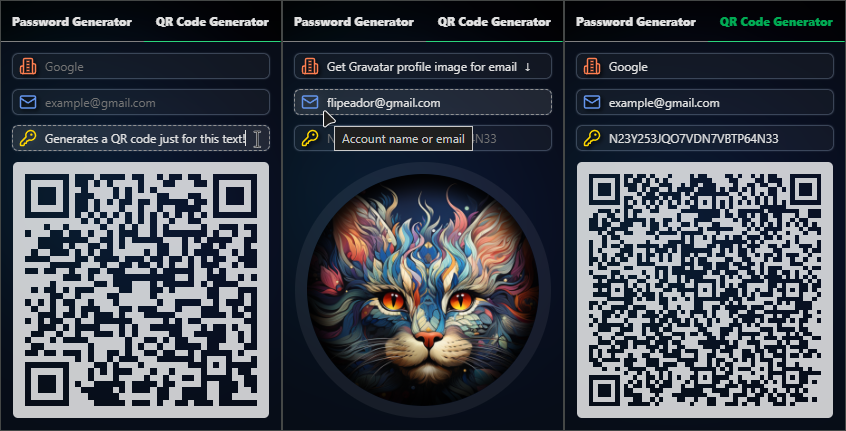 Password Generator QR Code Generator
Google
example@gmail.com
Generates a QR code just for this text!
Password Generator QR Code Generator
Get Gravatar profile image for email ↓
flipeador@gmail.com
Account name or email
N33
Password Generator QR Code Generator
Google
example@gmail.com
N23Y253JQO7VDN7VBTP64N33